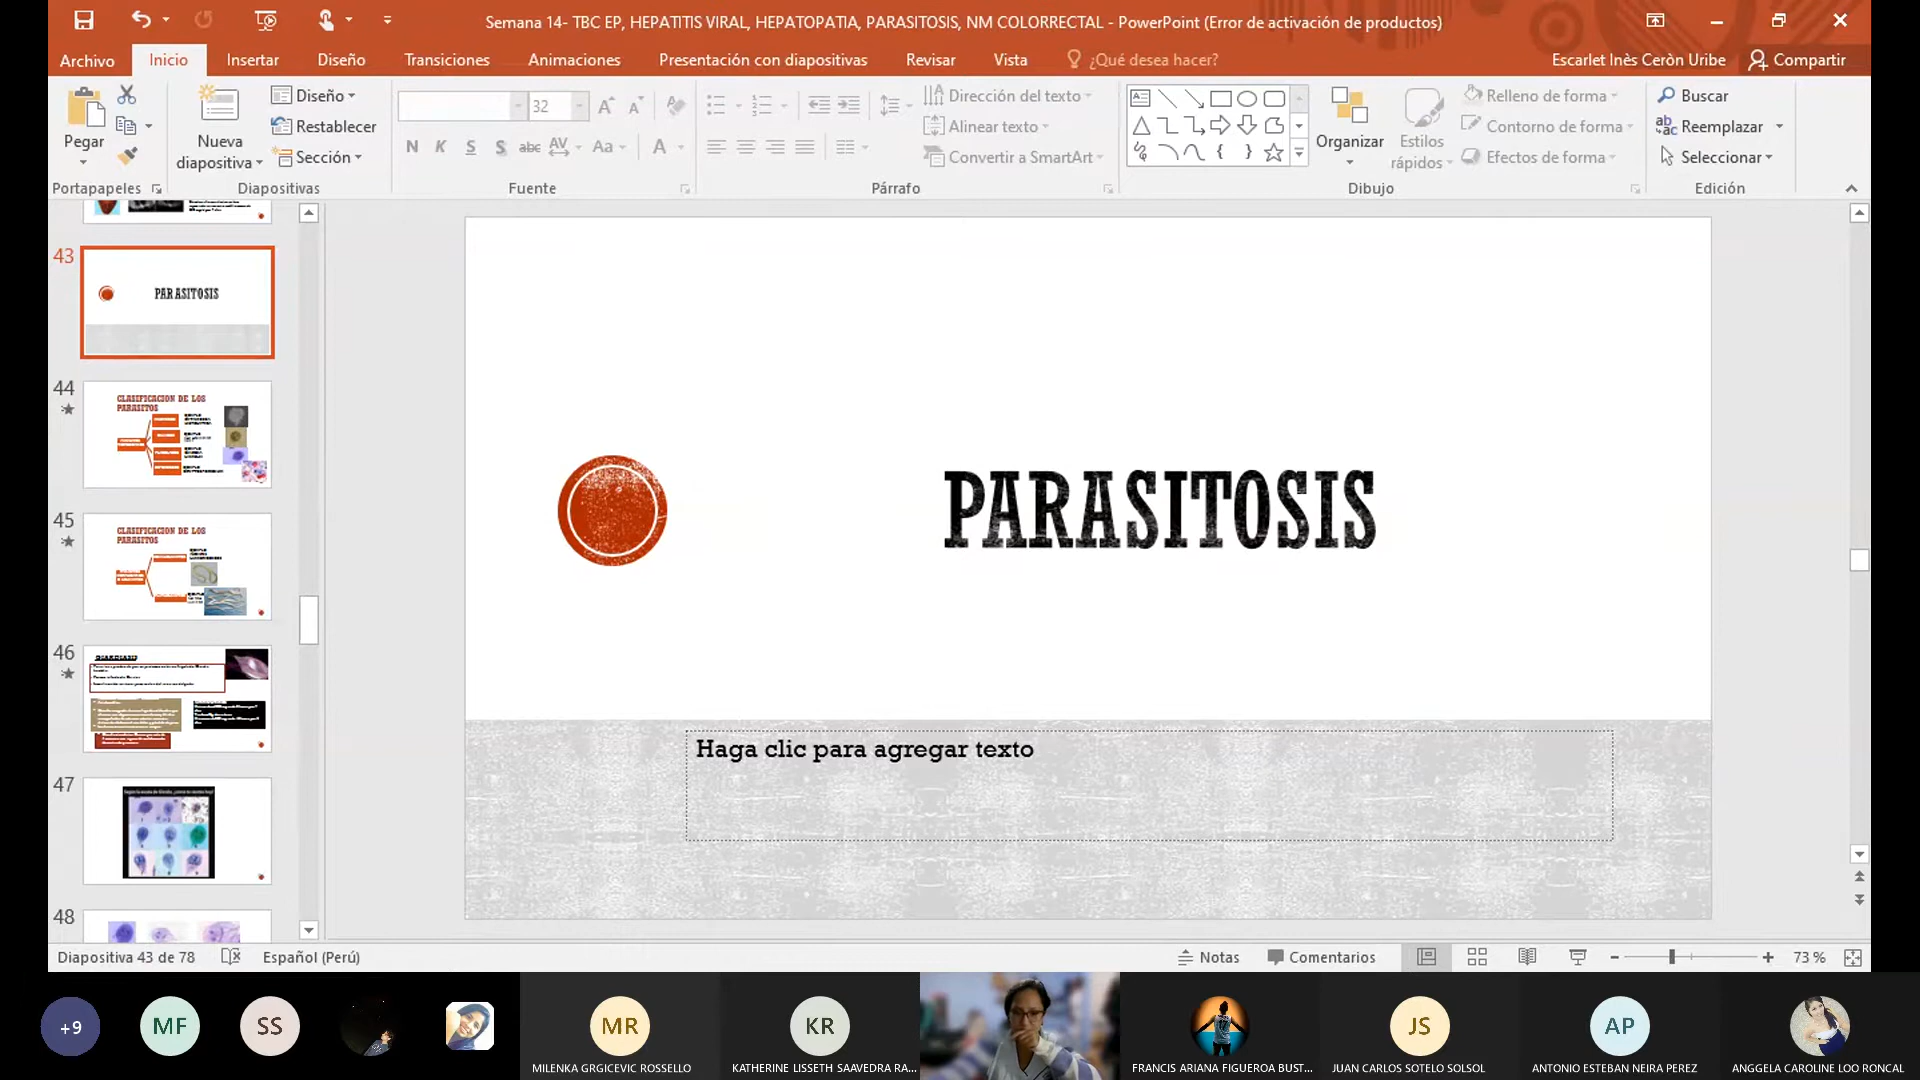 Semana 14- TBC EP, HEPATITIS VIRAL, HEPATOPATIA, PARASITOSIS, NM COLORRECTAL - PowerPoint (Error de activación de productos)
Archivo Inicio Insertar Diseño Transiciones Animaciones Presentación con diapositivas Revisar Vista ¿Qué desea hacer? Escarlet Inès Ceròn Uribe Compartir
Pegar
Nueva diapositiva
Diseño
Restablecer
Sección
32
N K S S abc AV Aa A
Dirección del texto
Alinear texto
Convertir a SmartArt
Organizar
Estilos rápidos
Relleno de forma
Contorno de forma
Efectos de forma
Buscar
Reemplazar
Seleccionar
Portapapeles Diapositivas Fuente Párrafo Dibujo Edición
43
PARASITOSIS
44
CLASIFICACION DE LOS PARASITOS
45
CLASIFICACION DE LOS PARASITOS
46
47
48
PARASITOSIS
Haga clic para agregar texto
Diapositiva 43 de 78 Español (Perú) Notas Comentarios 73 %
+9 MF SS MR KR JS AP
MILENKA GRGICEVIC ROSSELLO KATHERINE LISSETH SAAVEDRA RA... FRANCIS ARIANA FIGUEROA BUST... JUAN CARLOS SOTELO SOLSOL ANTONIO ESTEBAN NEIRA PEREZ ANGGELA CAROLINE LOO RONCAL